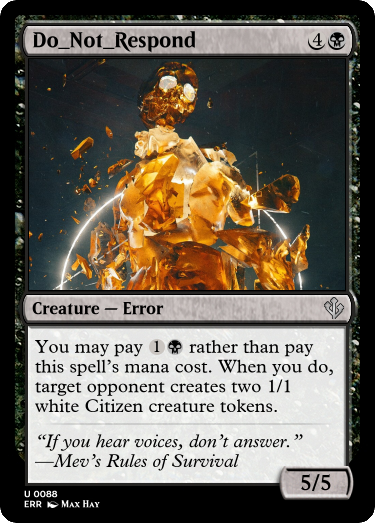 Do_Not_Respond 4
Creature — Error
You may pay 1 rather than pay
this spell's mana cost. When you do,
target opponent creates two 1/1
white Citizen creature tokens.
"If you hear voices, don't answer."
—Mev's Rules of Survival
5/5
U 0088
ERR Max Hay